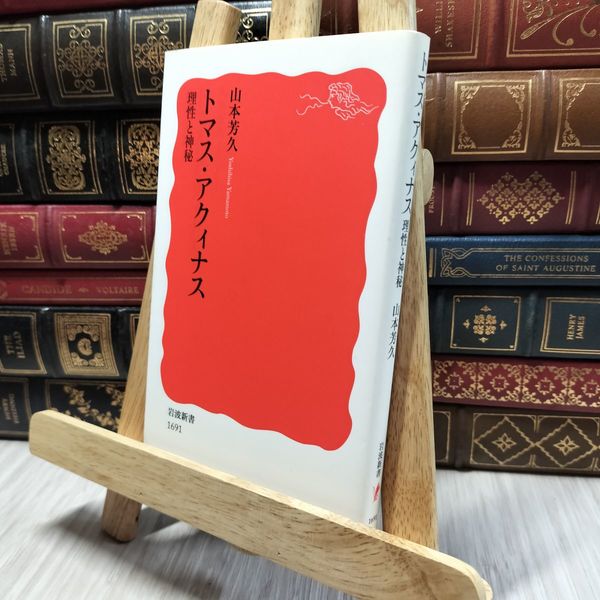 山本芳久
Yoshihisa Yamamoto
トマス・アクィナス
理性と神秘
岩波新書
1691
トマス・アクィナス 理性と神秘 山本芳久
岩波新書
CANDIDE VOLTAIRE
THE CONFESSIONS
OF SAINT AUGUSTINE
HENRY
JAMES
WILLIAM
SHAKESPEARE